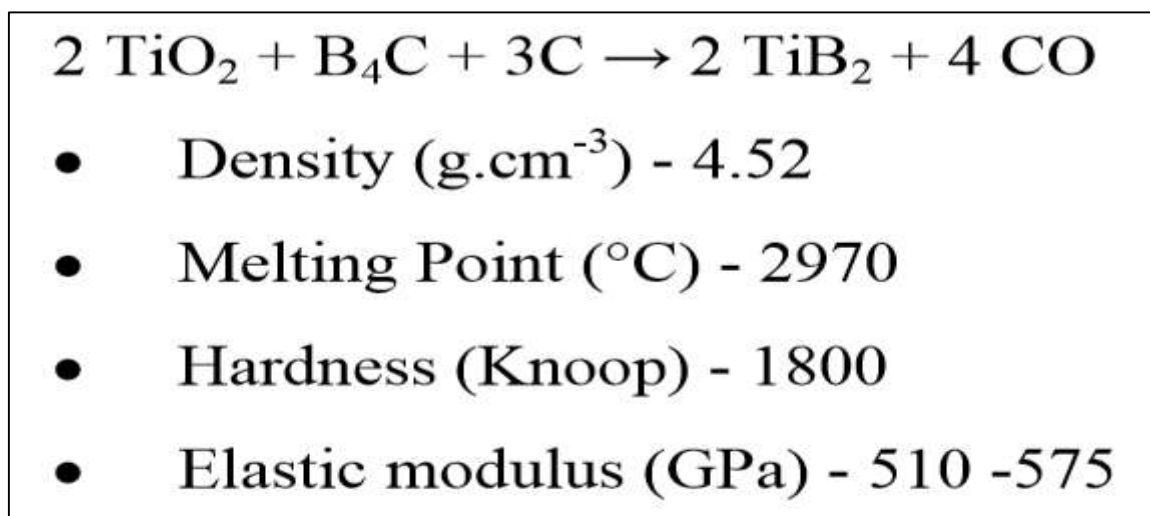 2 TiO₂ + B₄C + 3C → 2 TiB₂ + 4 CO
• Density (g.cm⁻³) - 4.52
• Melting Point (°C) - 2970
• Hardness (Knoop) - 1800
• Elastic modulus (GPa) - 510 -575